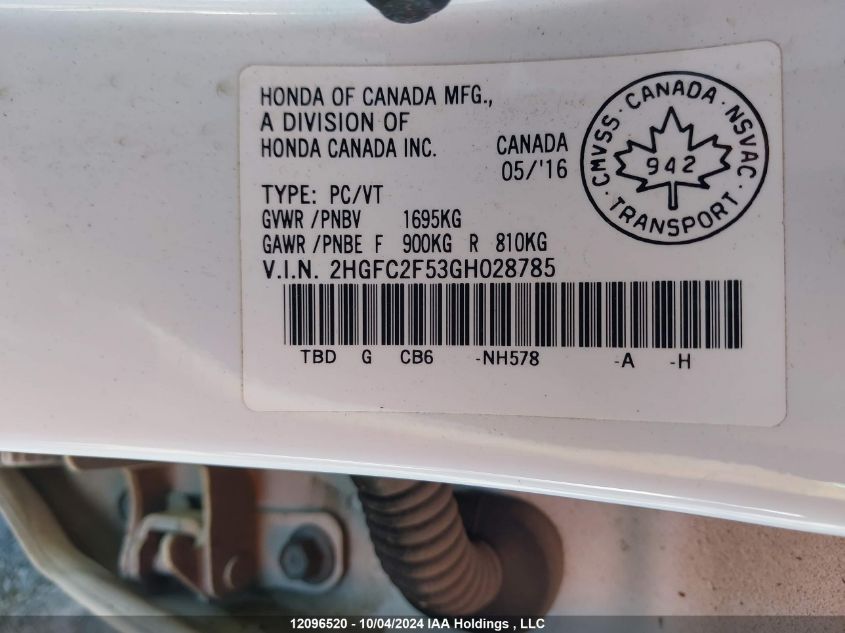 HONDA OF CANADA MFG.,
A DIVISION OF
HONDA CANADA INC.
CANADA
05/'16
TYPE: PC/VT
GVWR /PNBV 1695KG
GAWR /PNBE F 900KG R 810KG
V.I.N. 2HGFC2F53GH028785
TBD G CB6 -NH578 -A -H
CMVSS · CANADA · NSVAC · TRANSPORT ·
942
12096520 - 10/04/2024 IAA Holdings , LLC